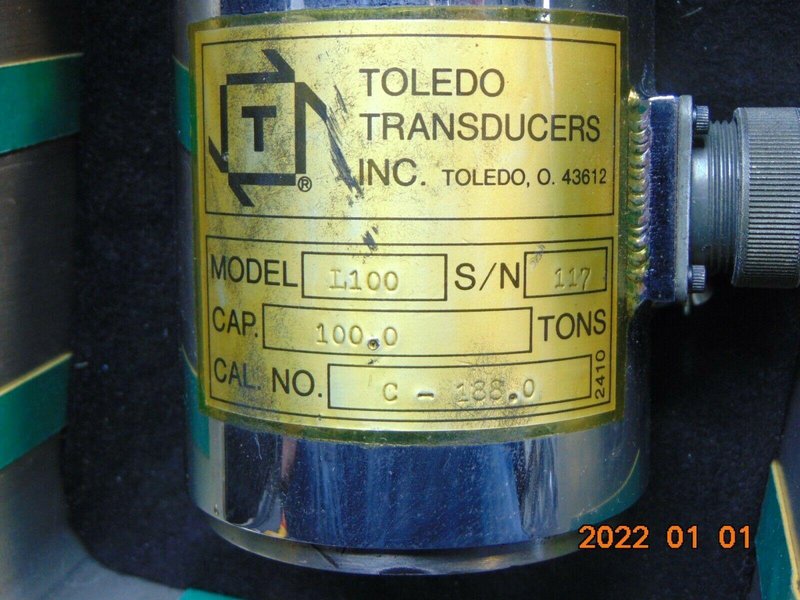 T
®
TOLEDO
TRANSDUCERS
INC. TOLEDO, O. 43612
MODEL L100 S/N 117
CAP. 100.0 TONS
CAL. NO. C - 188.0
2410
2022 01 01